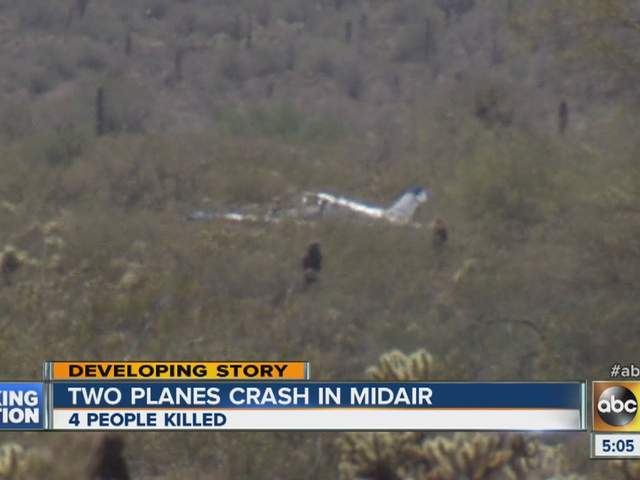 #ab
DEVELOPING STORY
KING
TION
TWO PLANES CRASH IN MIDAIR
4 PEOPLE KILLED
abc
5:05